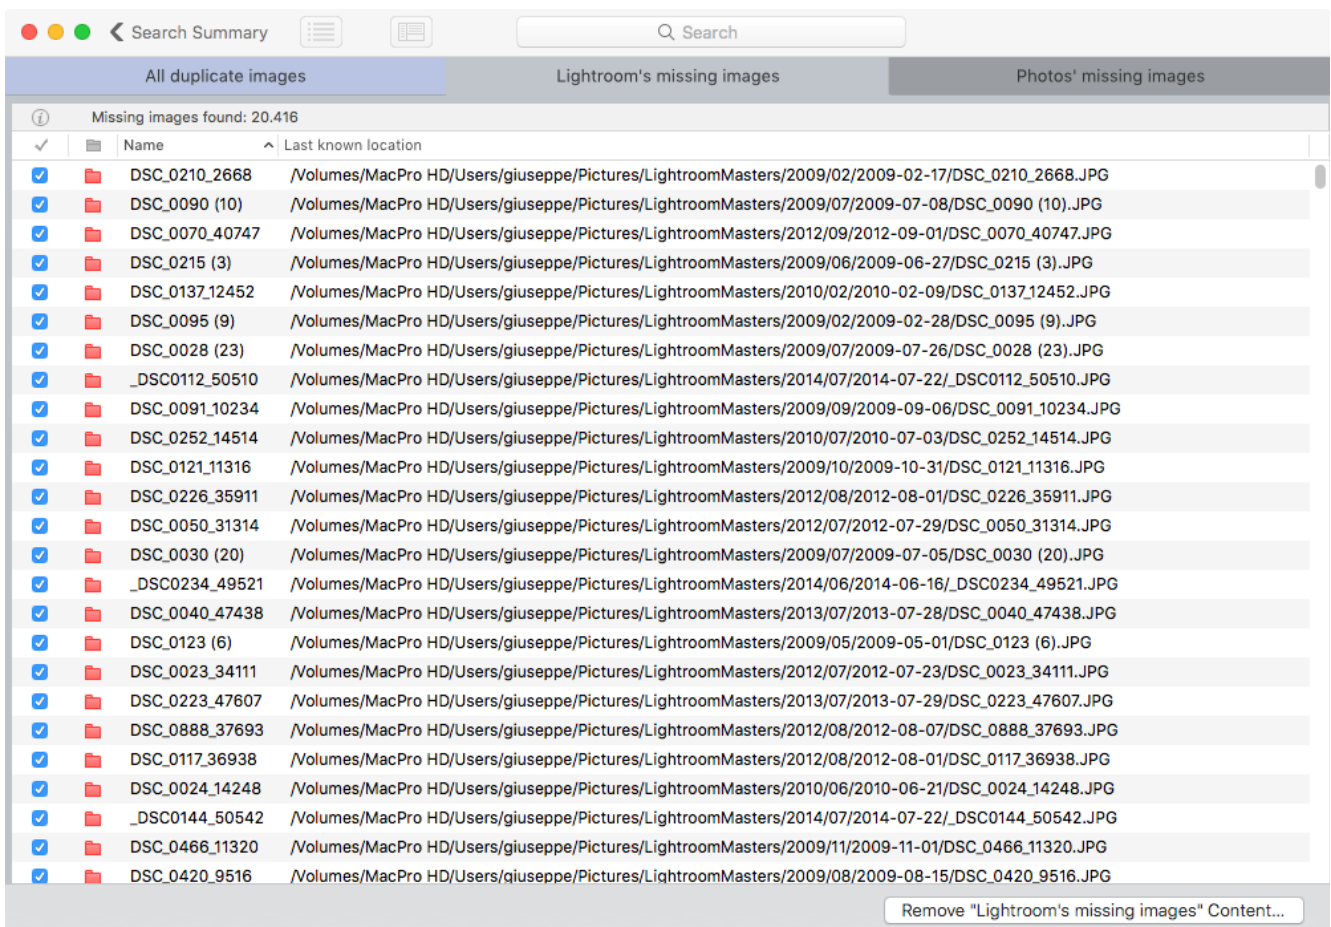 Search Summary Search
All duplicate images Lightroom's missing images Photos' missing images
Missing images found: 20.416
Name Last known location
DSC_0210_2668 /Volumes/MacPro HD/Users/giuseppe/Pictures/LightroomMasters/2009/02/2009-02-17/DSC_0210_2668.JPG
DSC_0090 (10) /Volumes/MacPro HD/Users/giuseppe/Pictures/LightroomMasters/2009/07/2009-07-08/DSC_0090 (10).JPG
DSC_0070_40747 /Volumes/MacPro HD/Users/giuseppe/Pictures/LightroomMasters/2012/09/2012-09-01/DSC_0070_40747.JPG
DSC_0215 (3) /Volumes/MacPro HD/Users/giuseppe/Pictures/LightroomMasters/2009/06/2009-06-27/DSC_0215 (3).JPG
DSC_0137_12452 /Volumes/MacPro HD/Users/giuseppe/Pictures/LightroomMasters/2010/02/2010-02-09/DSC_0137_12452.JPG
DSC_0095 (9) /Volumes/MacPro HD/Users/giuseppe/Pictures/LightroomMasters/2009/02/2009-02-28/DSC_0095 (9).JPG
DSC_0028 (23) /Volumes/MacPro HD/Users/giuseppe/Pictures/LightroomMasters/2009/07/2009-07-26/DSC_0028 (23).JPG
_DSC0112_50510 /Volumes/MacPro HD/Users/giuseppe/Pictures/LightroomMasters/2014/07/2014-07-22/_DSC0112_50510.JPG
DSC_0091_10234 /Volumes/MacPro HD/Users/giuseppe/Pictures/LightroomMasters/2009/09/2009-09-06/DSC_0091_10234.JPG
DSC_0252_14514 /Volumes/MacPro HD/Users/giuseppe/Pictures/LightroomMasters/2010/07/2010-07-03/DSC_0252_14514.JPG
DSC_0121_11316 /Volumes/MacPro HD/Users/giuseppe/Pictures/LightroomMasters/2009/10/2009-10-31/DSC_0121_11316.JPG
DSC_0226_35911 /Volumes/MacPro HD/Users/giuseppe/Pictures/LightroomMasters/2012/08/2012-08-01/DSC_0226_35911.JPG
DSC_0050_31314 /Volumes/MacPro HD/Users/giuseppe/Pictures/LightroomMasters/2012/07/2012-07-29/DSC_0050_31314.JPG
DSC_0030 (20) /Volumes/MacPro HD/Users/giuseppe/Pictures/LightroomMasters/2009/07/2009-07-05/DSC_0030 (20).JPG
_DSC0234_49521 /Volumes/MacPro HD/Users/giuseppe/Pictures/LightroomMasters/2014/06/2014-06-16/_DSC0234_49521.JPG
DSC_0040_47438 /Volumes/MacPro HD/Users/giuseppe/Pictures/LightroomMasters/2013/07/2013-07-28/DSC_0040_47438.JPG
DSC_0123 (6) /Volumes/MacPro HD/Users/giuseppe/Pictures/LightroomMasters/2009/05/2009-05-01/DSC_0123 (6).JPG
DSC_0023_34111 /Volumes/MacPro HD/Users/giuseppe/Pictures/LightroomMasters/2012/07/2012-07-23/DSC_0023_34111.JPG
DSC_0223_47607 /Volumes/MacPro HD/Users/giuseppe/Pictures/LightroomMasters/2013/07/2013-07-29/DSC_0223_47607.JPG
DSC_0888_37693 /Volumes/MacPro HD/Users/giuseppe/Pictures/LightroomMasters/2012/08/2012-08-07/DSC_0888_37693.JPG
DSC_0117_36938 /Volumes/MacPro HD/Users/giuseppe/Pictures/LightroomMasters/2012/08/2012-08-01/DSC_0117_36938.JPG
DSC_0024_14248 /Volumes/MacPro HD/Users/giuseppe/Pictures/LightroomMasters/2010/06/2010-06-21/DSC_0024_14248.JPG
_DSC0144_50542 /Volumes/MacPro HD/Users/giuseppe/Pictures/LightroomMasters/2014/07/2014-07-22/_DSC0144_50542.JPG
DSC_0466_11320 /Volumes/MacPro HD/Users/giuseppe/Pictures/LightroomMasters/2009/11/2009-11-01/DSC_0466_11320.JPG
DSC_0420_9516 /Volumes/MacPro HD/Users/giuseppe/Pictures/LightroomMasters/2009/08/2009-08-15/DSC_0420_9516.JPG
Remove "Lightroom's missing images" Content...